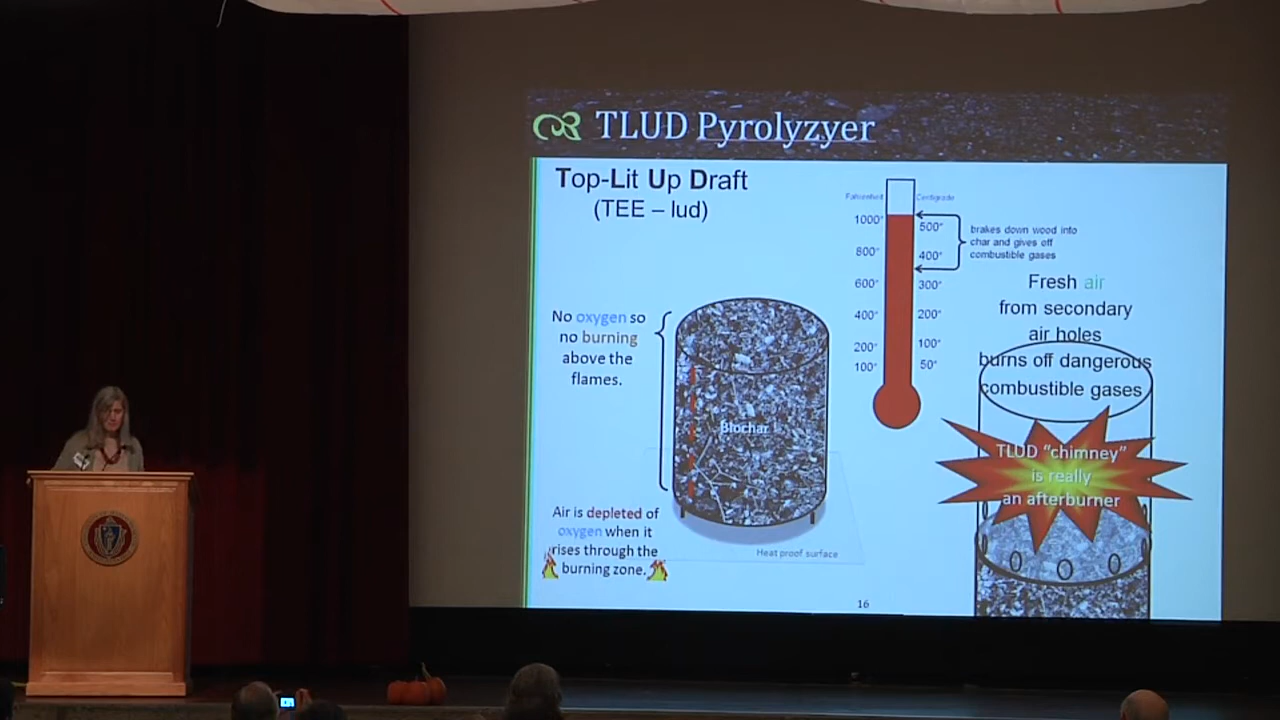 TLUD Pyrolyzyer
Top-Lit Up Draft
(TEE – lud)
Fahrenheit
Centigrade
1000°
800°
600°
400°
200°
100°
500°
400°
300°
200°
100°
50°
brakes down wood into
char and gives off
combustible gases
No oxygen so
no burning
above the
flames.
Biochar
Air is depleted of
oxygen when it
rises through the
burning zone.
Heat proof surface
Fresh air
from secondary
air holes
burns off dangerous
combustible gases
TLUD "chimney"
is really
an afterburner
16